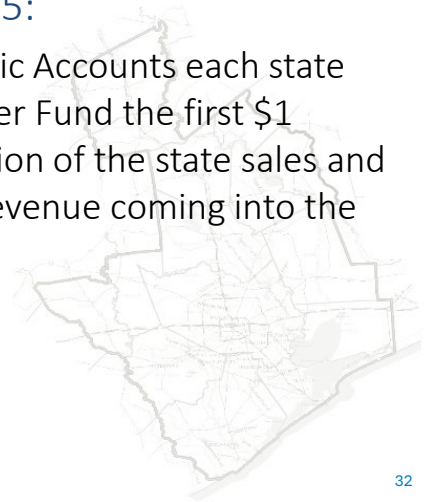 5:
ic Accounts each state
er Fund the first $1
ion of the state sales and
evenue coming into the
32